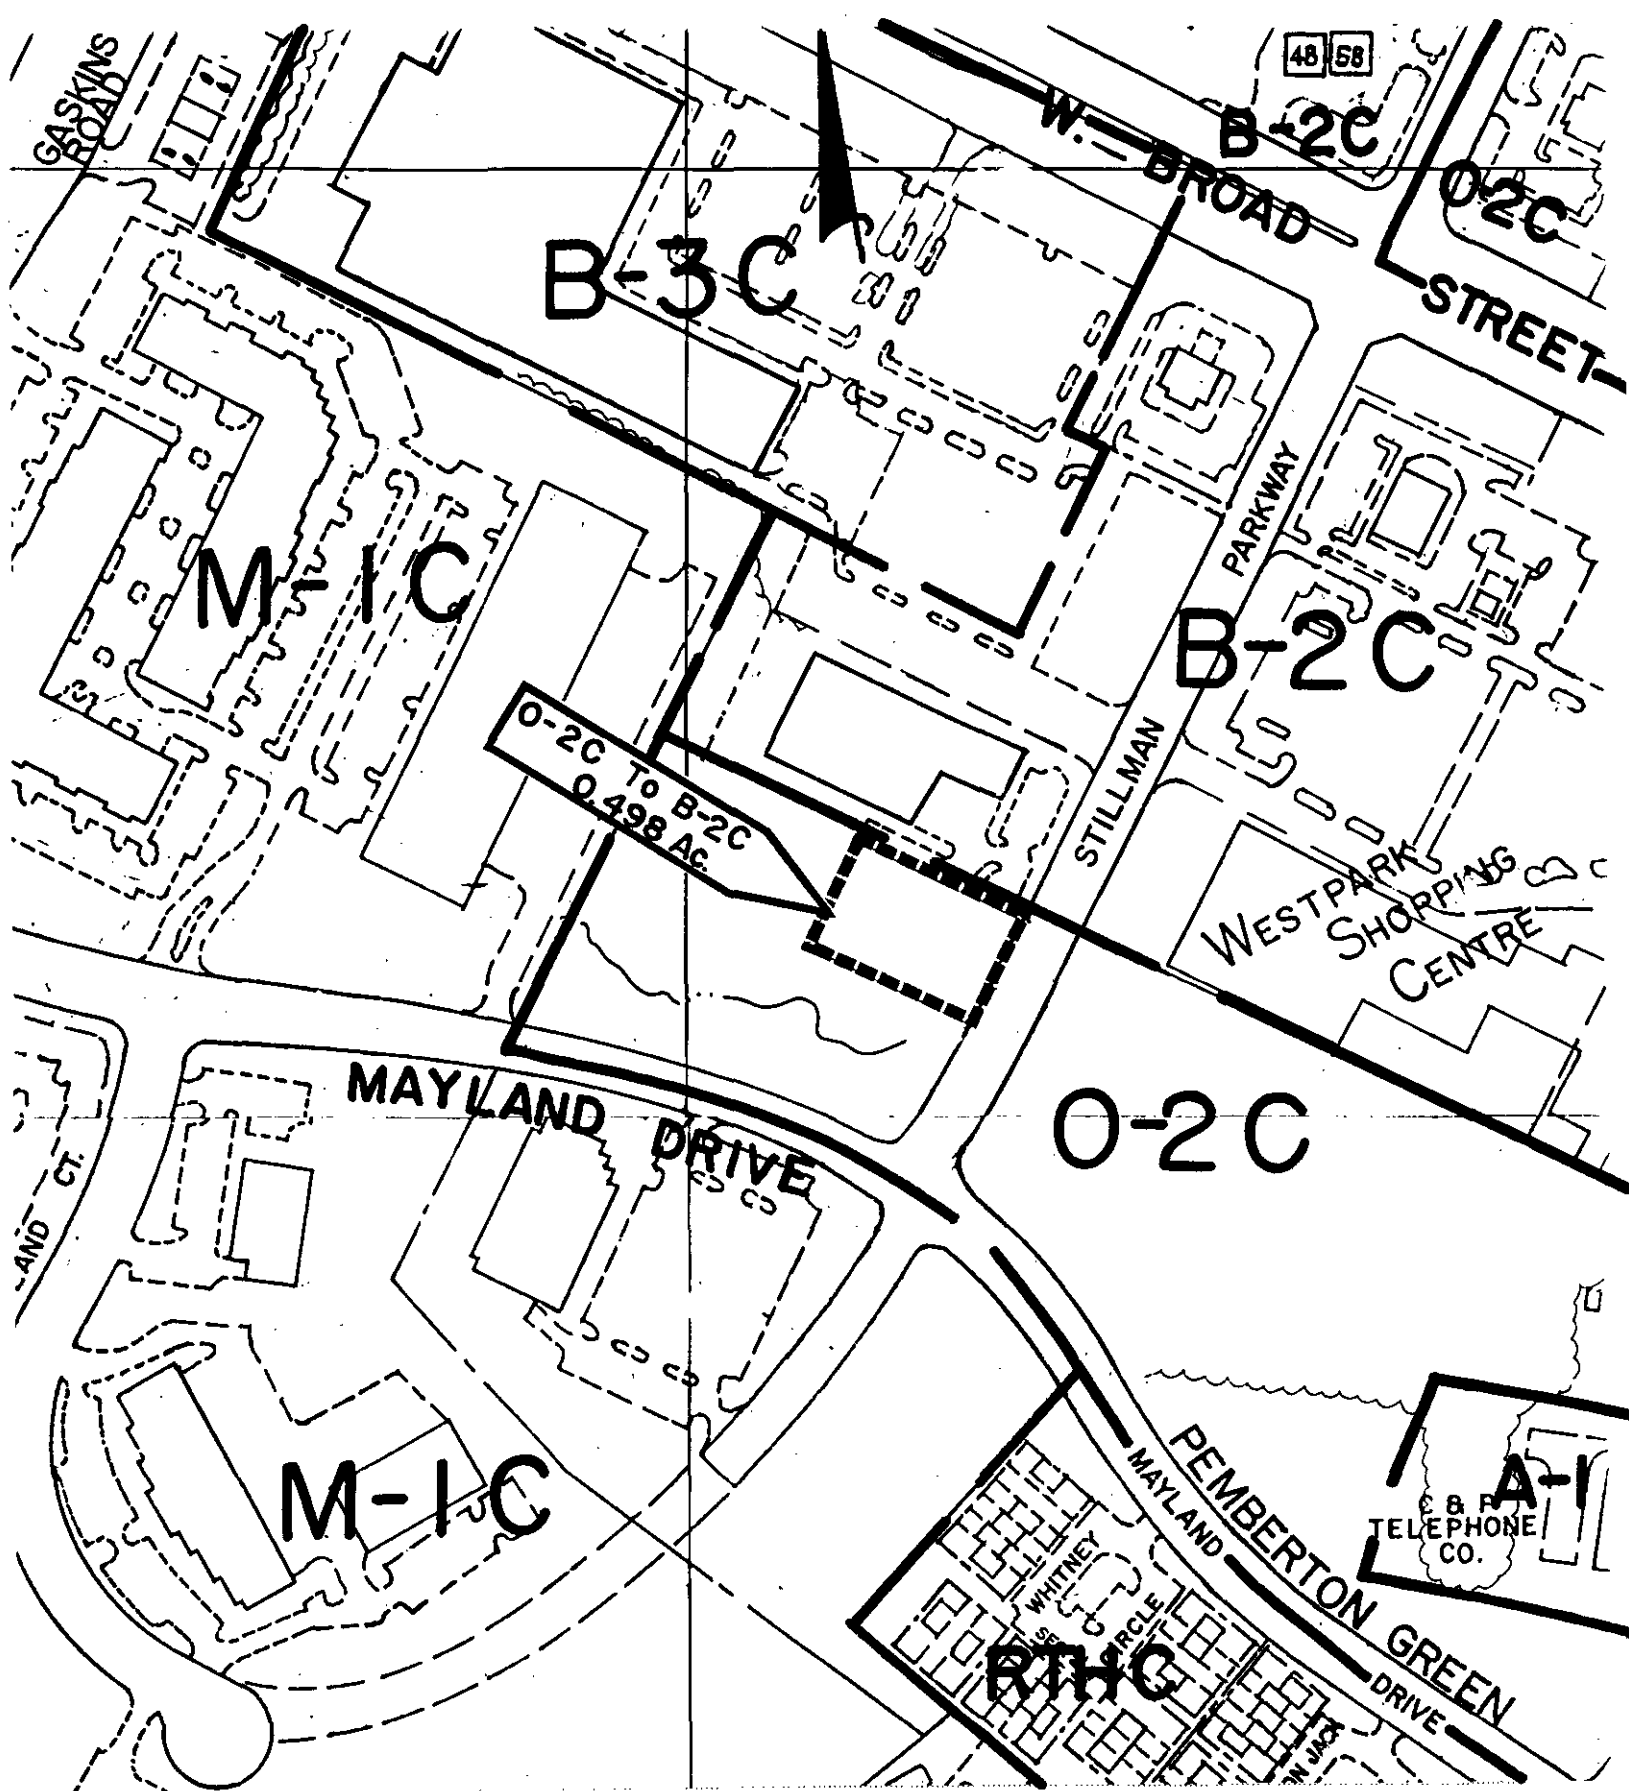 GASKINS
ROAD
48 58
B-2C
O-2C
W. BROAD
STREET
B-3C
M-1C
PARKWAY
B-2C
O-2C To B-2C
0.498 Ac.
STILLMAN
WESTPARK
SHOPPING
CENTRE
MAYLAND DRIVE
O-2C
CT.
AND
M-1C
PEMBERTON GREEN
MAYLAND
DRIVE
A-1
C & P
TELEPHONE
CO.
WHITNEY
CIRCLE
RTHC